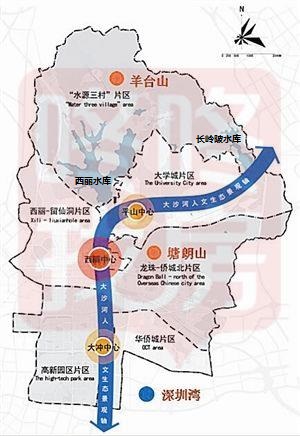 N
羊台山
“水源三村”片区
"Water three village" area
长岭陂水库
西丽水库
大学城片区
The University City area
西丽-留仙洞片区
Xili - liuxianhole area
平山中心
大沙河人文生态景观轴
塘朗山
西丽中心
龙珠-侨城北片区
Dragon Ball - north of the
Overseas Chinese city area
大沙河人
文生态景观轴
大冲中心
华侨城片区
OCT area
高新园区片区
The high-tech park area
深圳湾